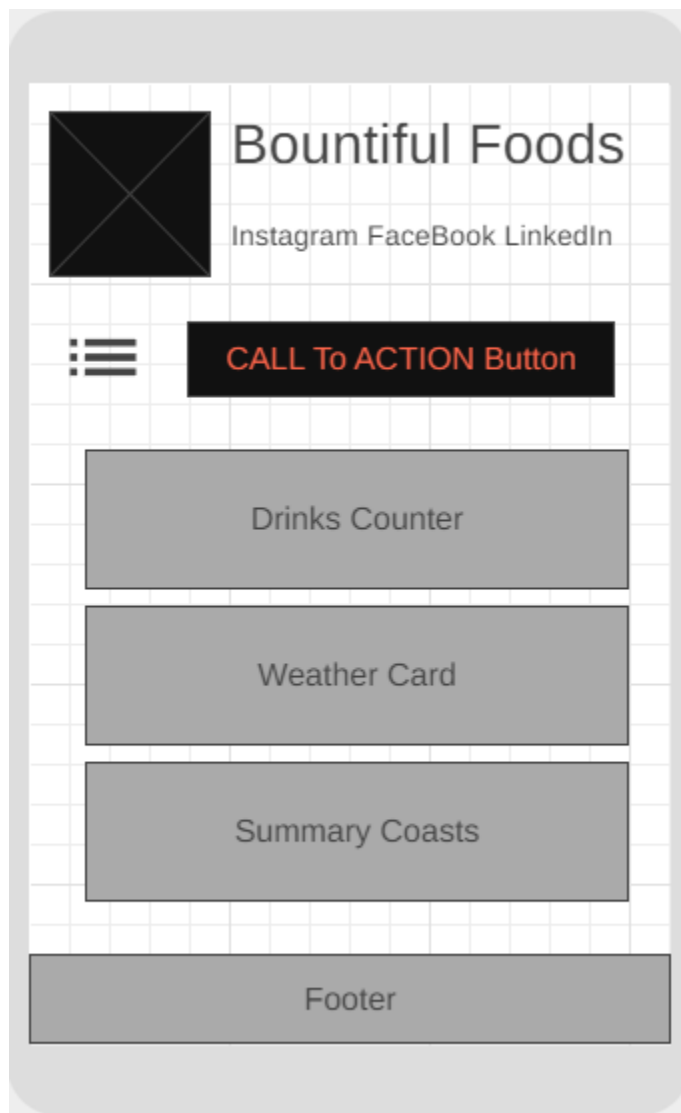 Bountiful Foods
Instagram FaceBook LinkedIn
CALL To ACTION Button
Drinks Counter
Weather Card
Summary Coasts
Footer